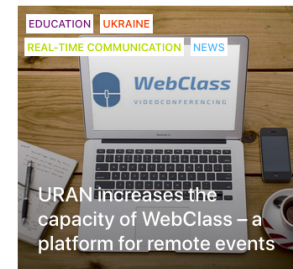 EDUCATION UKRAINE
REAL-TIME COMMUNICATION NEWS
WebClass
VIDEOCONFERENCING
URAN increases the
capacity of WebClass – a
platform for remote events